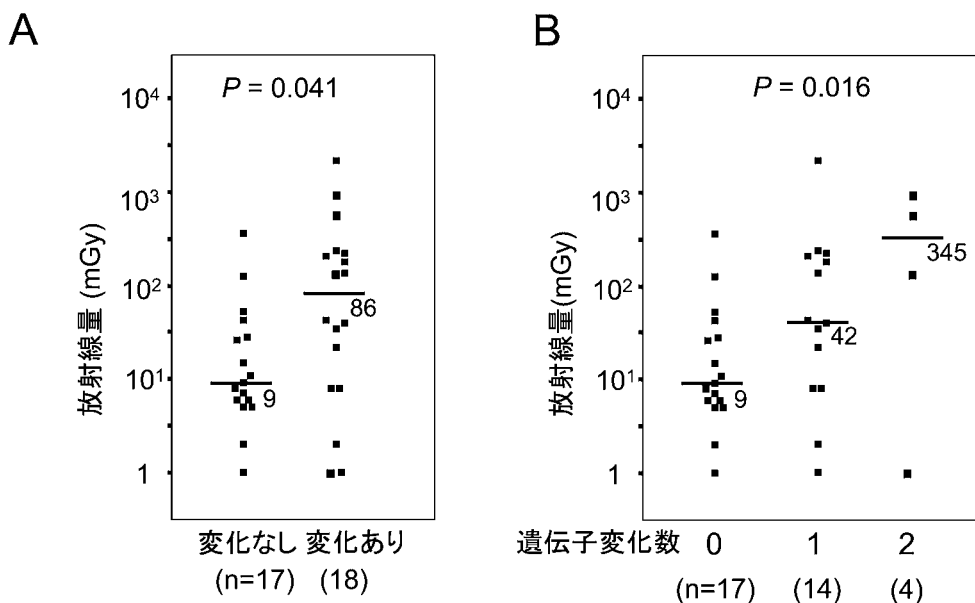 A
P = 0.041
10⁴
10³
10²
10¹
1
放射線量 (mGy)
86
9
変化なし 変化あり
(n=17) (18)
B
P = 0.016
10⁴
10³
10²
10¹
1
放射線量(mGy)
345
42
9
遺伝子変化数 0 1 2
(n=17) (14) (4)